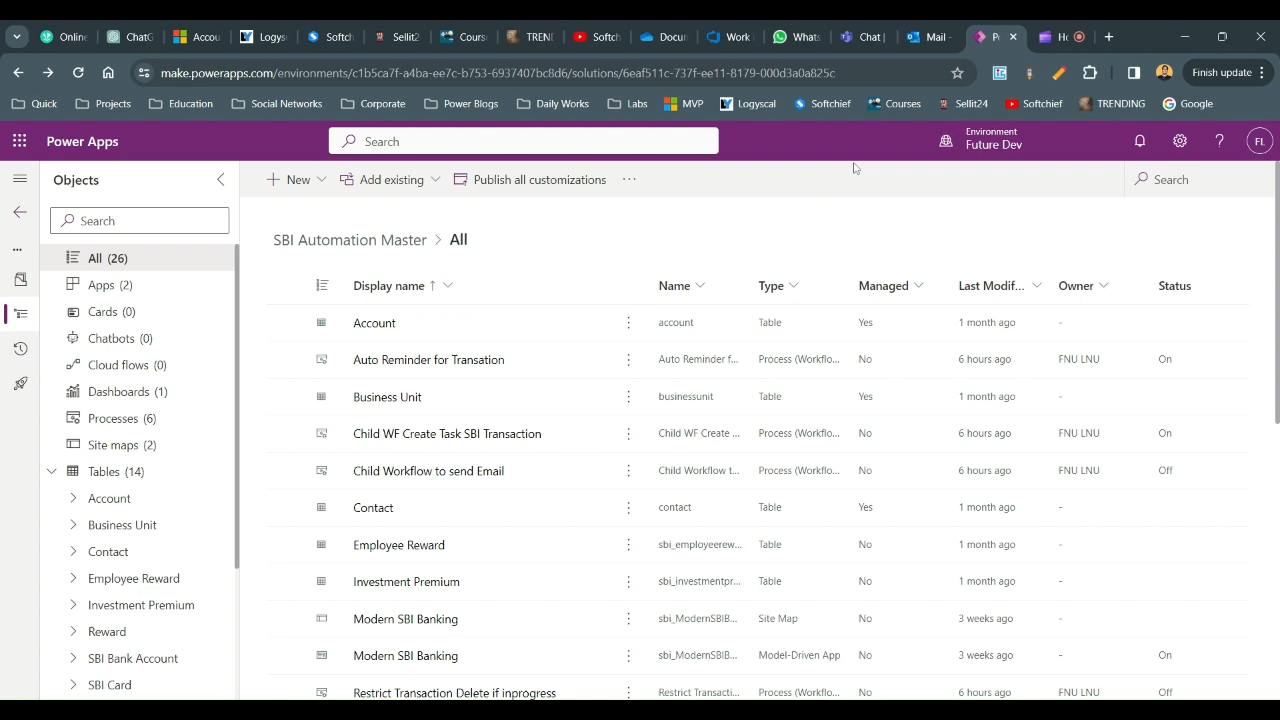 Online
ChatG
Accou
Logys
Softch
Sellit2
Cours
TREN
Softch
Docur
Work
Whats
Chat |
Mail -
P
H
Finish update
make.powerapps.com/environments/c1b5ca7f-a4ba-ee7c-b753-6937407bc8d6/solutions/6eaf511c-737f-ee11-8179-000d3a0a825c
Quick
Projects
Education
Social Networks
Corporate
Power Blogs
Daily Works
Labs
MVP
Logyscal
Softchief
Courses
Sellit24
Softchief
TRENDING
Google
Power Apps
Search
Environment
Future Dev
FL
Objects
New
Add existing
Publish all customizations
Search
Search
SBI Automation Master > All
All (26)
Apps (2)
Cards (0)
Chatbots (0)
Cloud flows (0)
Dashboards (1)
Processes (6)
Site maps (2)
Tables (14)
Account
Business Unit
Contact
Employee Reward
Investment Premium
Reward
SBI Bank Account
SBI Card
Display name ↑ Name Type Managed Last Modif... Owner Status
Account account Table Yes 1 month ago -
Auto Reminder for Transation Auto Reminder f... Process (Workflo... No 6 hours ago FNU LNU On
Business Unit businessunit Table Yes 1 month ago -
Child WF Create Task SBI Transaction Child WF Create ... Process (Workflo... No 6 hours ago FNU LNU On
Child Workflow to send Email Child Workflow t... Process (Workflo... No 6 hours ago FNU LNU Off
Contact contact Table Yes 1 month ago -
Employee Reward sbi_employeerew... Table No 1 month ago -
Investment Premium sbi_investmentpr... Table No 1 month ago -
Modern SBI Banking sbi_ModernSBIB... Site Map No 3 weeks ago -
Modern SBI Banking sbi_ModernSBIB... Model-Driven App No 3 weeks ago - On
Restrict Transaction Delete if inprogress Restrict Transacti... Process (Workflo... No 6 hours ago FNU LNU Off